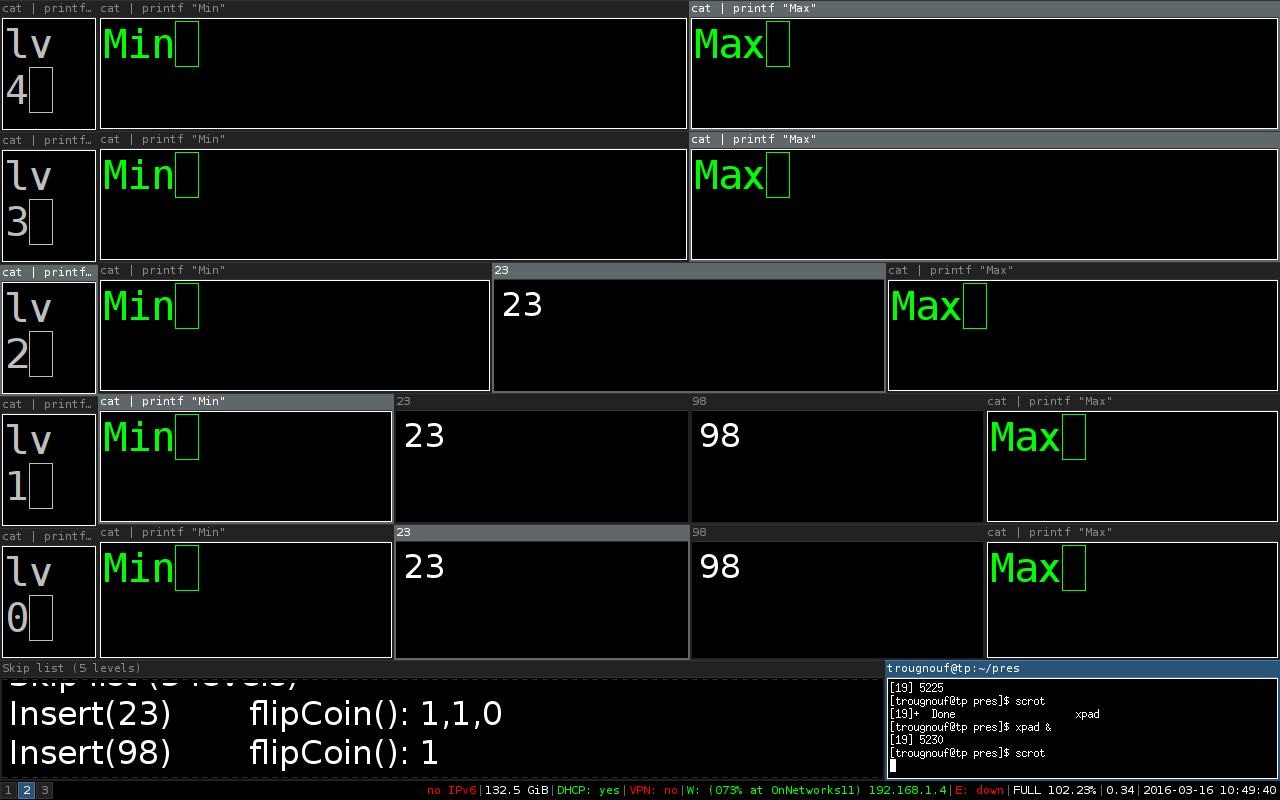 cat | printf… cat | printf "Min" cat | printf "Max"
lv Min Max
4
cat | printf… cat | printf "Min" cat | printf "Max"
lv Min Max
3
cat | printf… cat | printf "Min" 23 cat | printf "Max"
lv Min 23 Max
2
cat | printf… cat | printf "Min" 23 98 cat | printf "Max"
lv Min 23 98 Max
1
cat | printf… cat | printf "Min" 23 98 cat | printf "Max"
lv Min 23 98 Max
0
Skip list (5 levels)
Skip list (5 levels)
Insert(23) flipCoin(): 1,1,0
Insert(98) flipCoin(): 1
trougnouf@tp:~/pres
[19] 5225
[trougnouf@tp pres]$ scrot
[19]+ Done xpad
[trougnouf@tp pres]$ xpad &
[19] 5230
[trougnouf@tp pres]$ scrot
1 2 3 no IPv6|132.5 GiB|DHCP: yes|VPN: no|W: (073% at OnNetworks11) 192.168.1.4|E: down|FULL 102.23%|0.34|2016-03-16 10:49:40